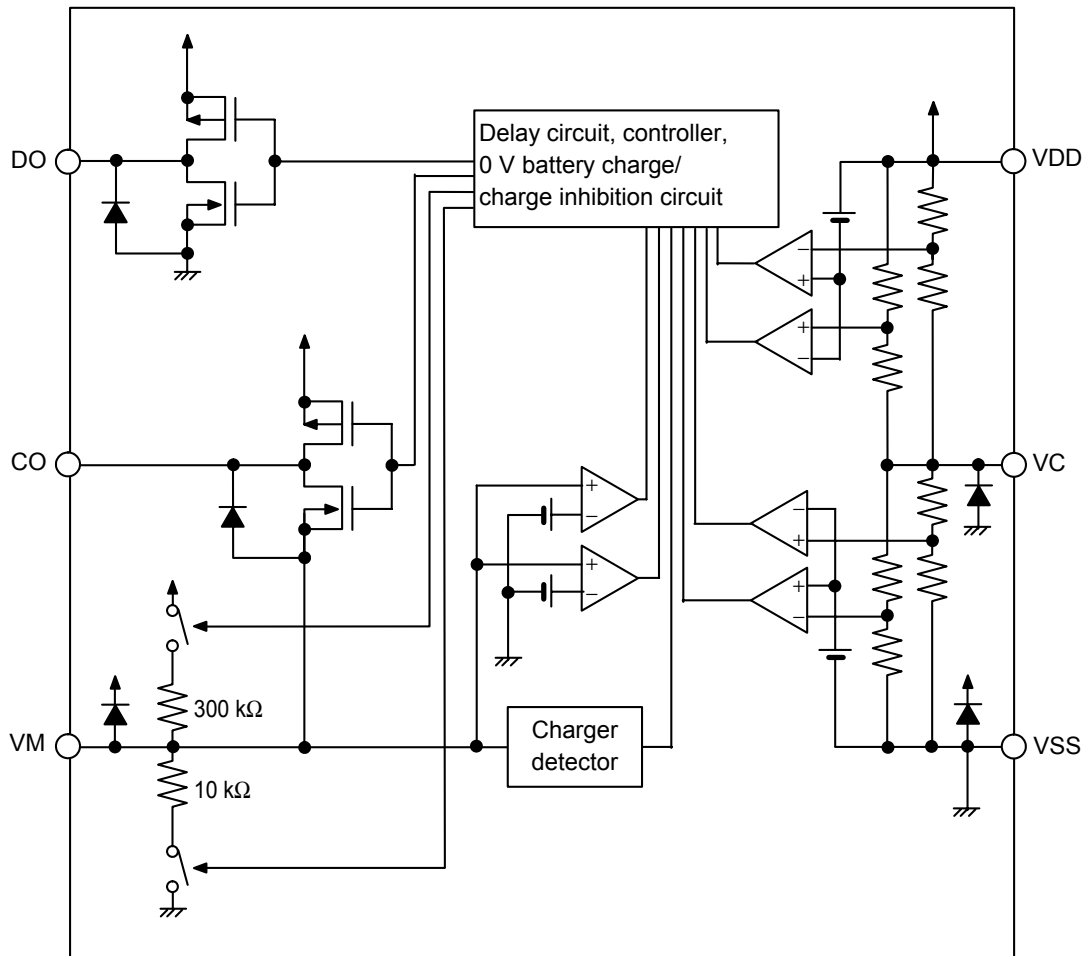 Delay circuit, controller,
0 V battery charge/
charge inhibition circuit
DO
VDD
−
+
+
−
CO
VC
+
−
−
+
+
−
+
−
300 kΩ
VM
Charger
detector
VSS
10 kΩ